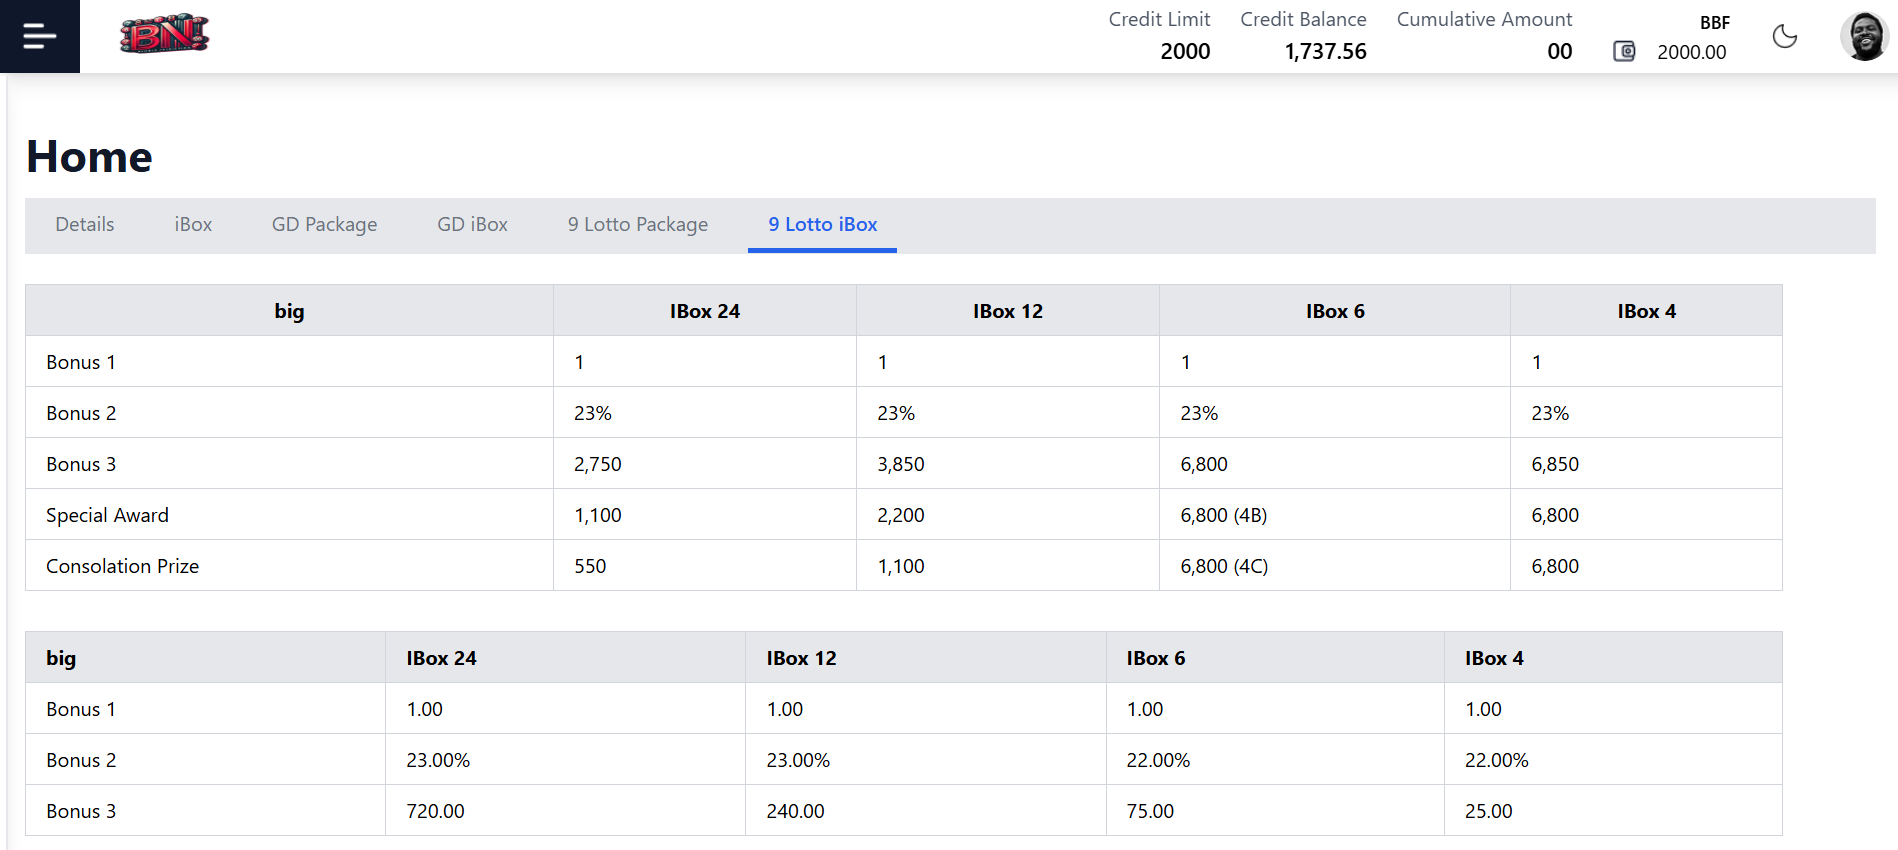 BN
Credit Limit Credit Balance Cumulative Amount BBF
2000 1,737.56 00 2000.00
Home
Details iBox GD Package GD iBox 9 Lotto Package 9 Lotto iBox
big IBox 24 IBox 12 IBox 6 IBox 4
Bonus 1 1 1 1 1
Bonus 2 23% 23% 23% 23%
Bonus 3 2,750 3,850 6,800 6,850
Special Award 1,100 2,200 6,800 (4B) 6,800
Consolation Prize 550 1,100 6,800 (4C) 6,800
big IBox 24 IBox 12 IBox 6 IBox 4
Bonus 1 1.00 1.00 1.00 1.00
Bonus 2 23.00% 23.00% 22.00% 22.00%
Bonus 3 720.00 240.00 75.00 25.00